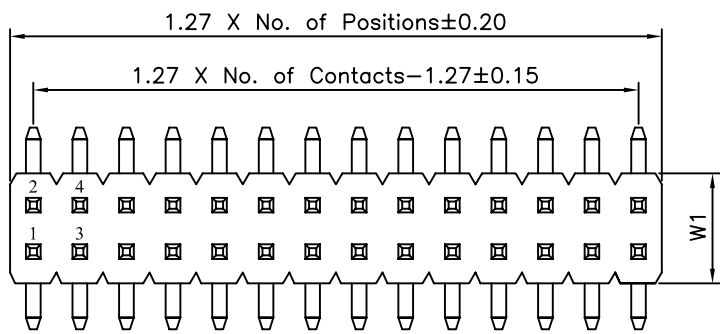 1.27 X No. of Positions±0.20
1.27 X No. of Contacts-1.27±0.15
2 4
1 3
W1